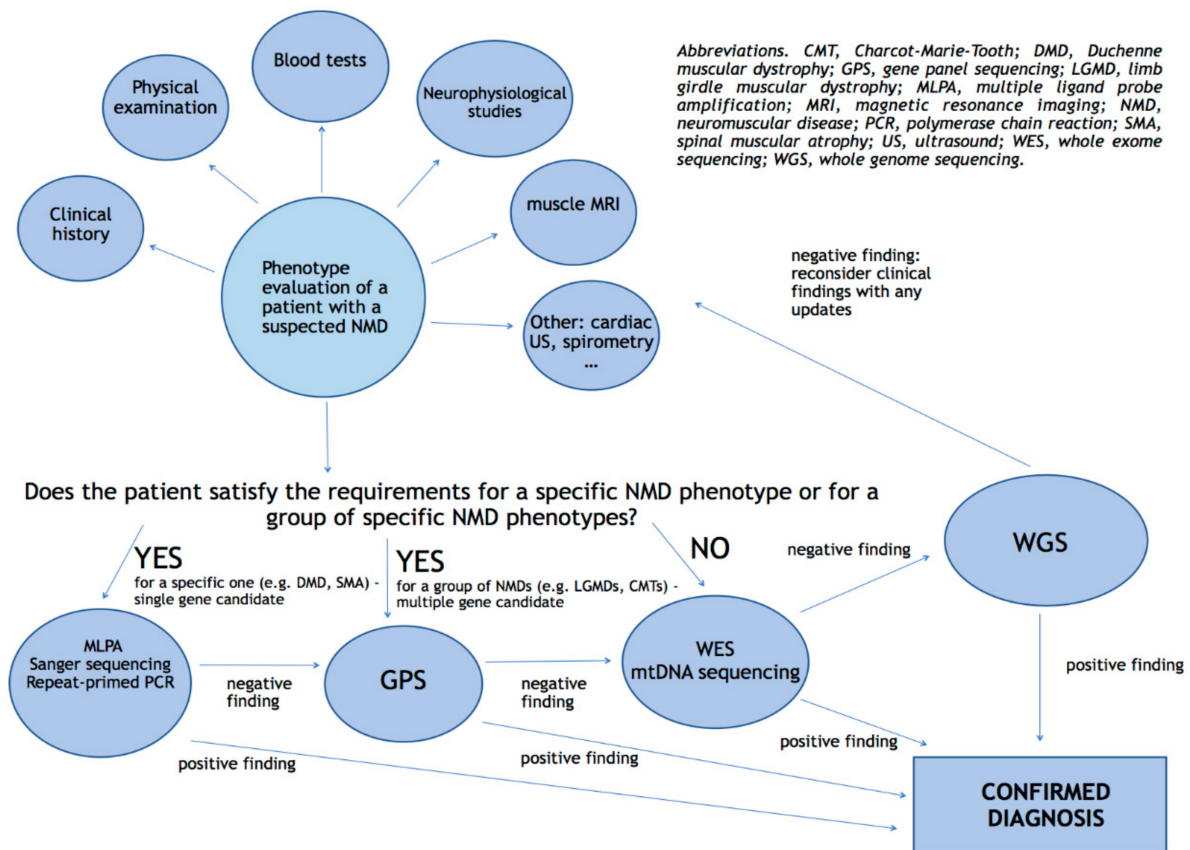 Blood tests
Physical
examination
Neurophysiological
studies
Clinical
history
muscle MRI
Phenotype
evaluation of a
patient with a
suspected NMD
Other: cardiac
US, spirometry
...
Abbreviations. CMT, Charcot-Marie-Tooth; DMD, Duchenne
muscular dystrophy; GPS, gene panel sequencing; LGMD, limb
girdle muscular dystrophy; MLPA, multiple ligand probe
amplification; MRI, magnetic resonance imaging; NMD,
neuromuscular disease; PCR, polymerase chain reaction; SMA,
spinal muscular atrophy; US, ultrasound; WES, whole exome
sequencing; WGS, whole genome sequencing.
negative finding:
reconsider clinical
findings with any
updates
Does the patient satisfy the requirements for a specific NMD phenotype or for a
group of specific NMD phenotypes?
YES
for a specific one (e.g. DMD, SMA) -
single gene candidate
YES
for a group of NMDs (e.g. LGMDs, CMTs) -
multiple gene candidate
NO
negative finding
WGS
MLPA
Sanger sequencing
Repeat-primed PCR
negative
finding
GPS
negative
finding
WES
mtDNA sequencing
positive finding
positive finding
positive finding
positive finding
CONFIRMED
DIAGNOSIS